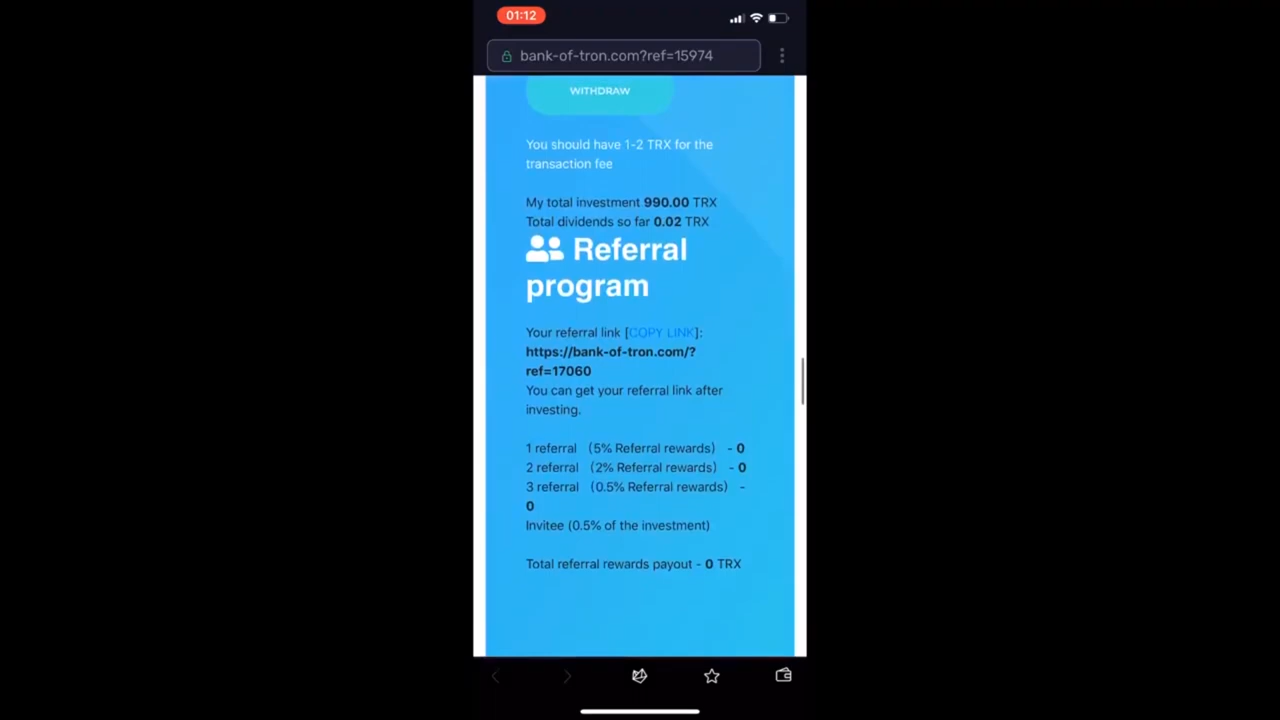 01:12
bank-of-tron.com?ref=15974
WITHDRAW
You should have 1-2 TRX for the
transaction fee
My total investment 990.00 TRX
Total dividends so far 0.02 TRX
Referral
program
Your referral link [COPY LINK]:
https://bank-of-tron.com/?
ref=17060
You can get your referral link after
investing.
1 referral (5% Referral rewards) - 0
2 referral (2% Referral rewards) - 0
3 referral (0.5% Referral rewards) -
0
Invitee (0.5% of the investment)
Total referral rewards payout - 0 TRX